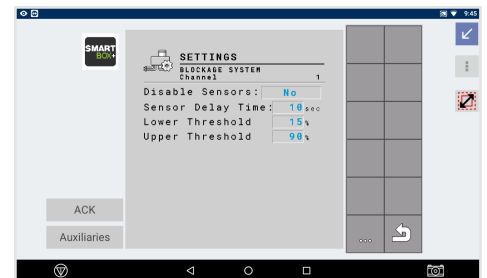 9:45
SMART
BOX+
SETTINGS
BLOCKAGE SYSTEM
Channel 1
Disable Sensors: No
Sensor Delay Time: 10 sec
Lower Threshold 15 %
Upper Threshold 90 %
ACK
Auxiliaries
...